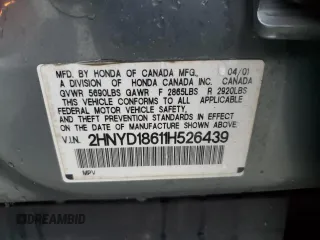 MFD. BY HONDA OF CANADA MFG. 04/01
A DIVISION OF HONDA CANADA INC. CANADA
GVWR 5690LBS GAWR F 2865LBS R 2920LBS
THIS VEHICLE CONFORMS TO ALL APPLICABLE
FEDERAL MOTOR VEHICLE SAFETY AND
THEFT PREVENTION STANDARDS IN EFFECT ON
THE DATE OF MANUFACTURE SHOWN ABOVE.
V.I.N. 2HNYD18611H526439
MPV
AUTOBIDMASTER